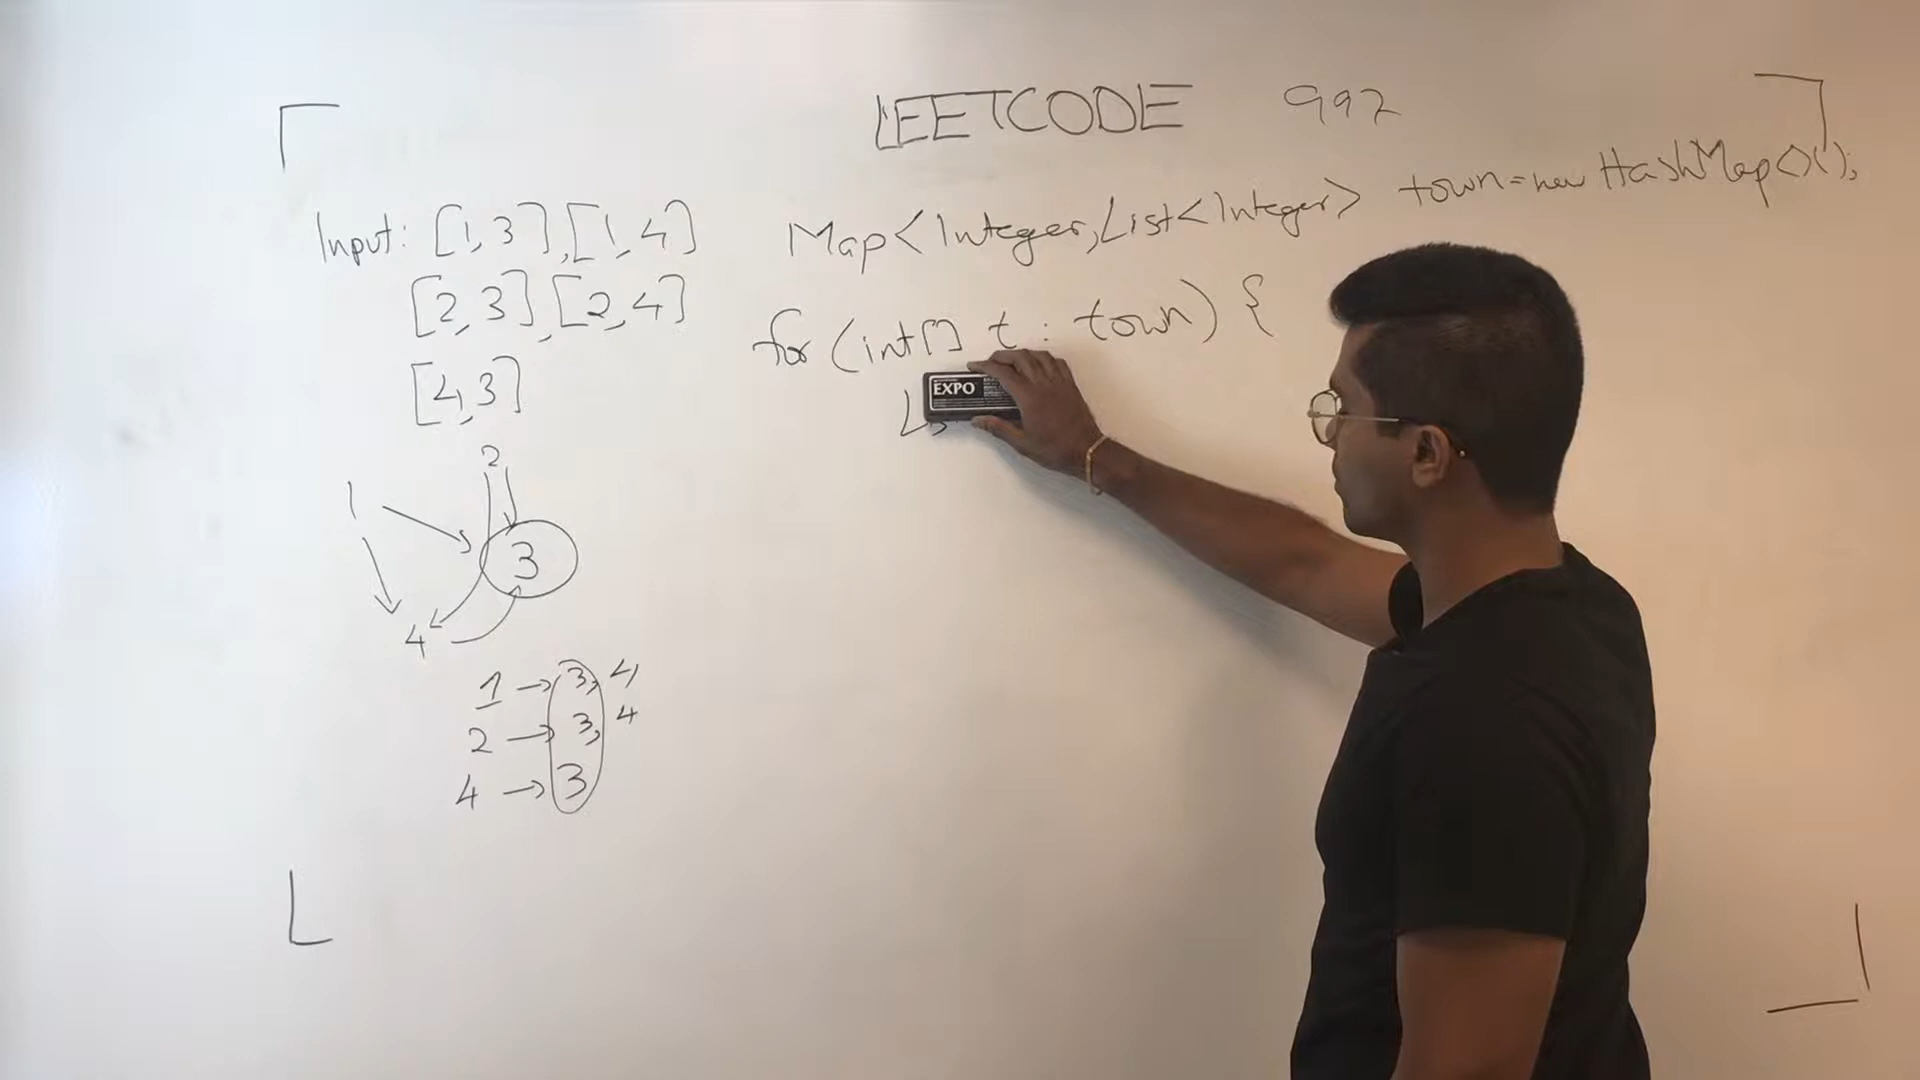 LEETCODE 997
Input: [1,3],[1,4]
[2,3],[2,4]
[4,3]
Map<Integer,List<Integer> town=new HashMap<>();
for (int[] t : town) {
EXPO
2
1
3
4
1 → 3, 4
2 → 3, 4
4 → 3